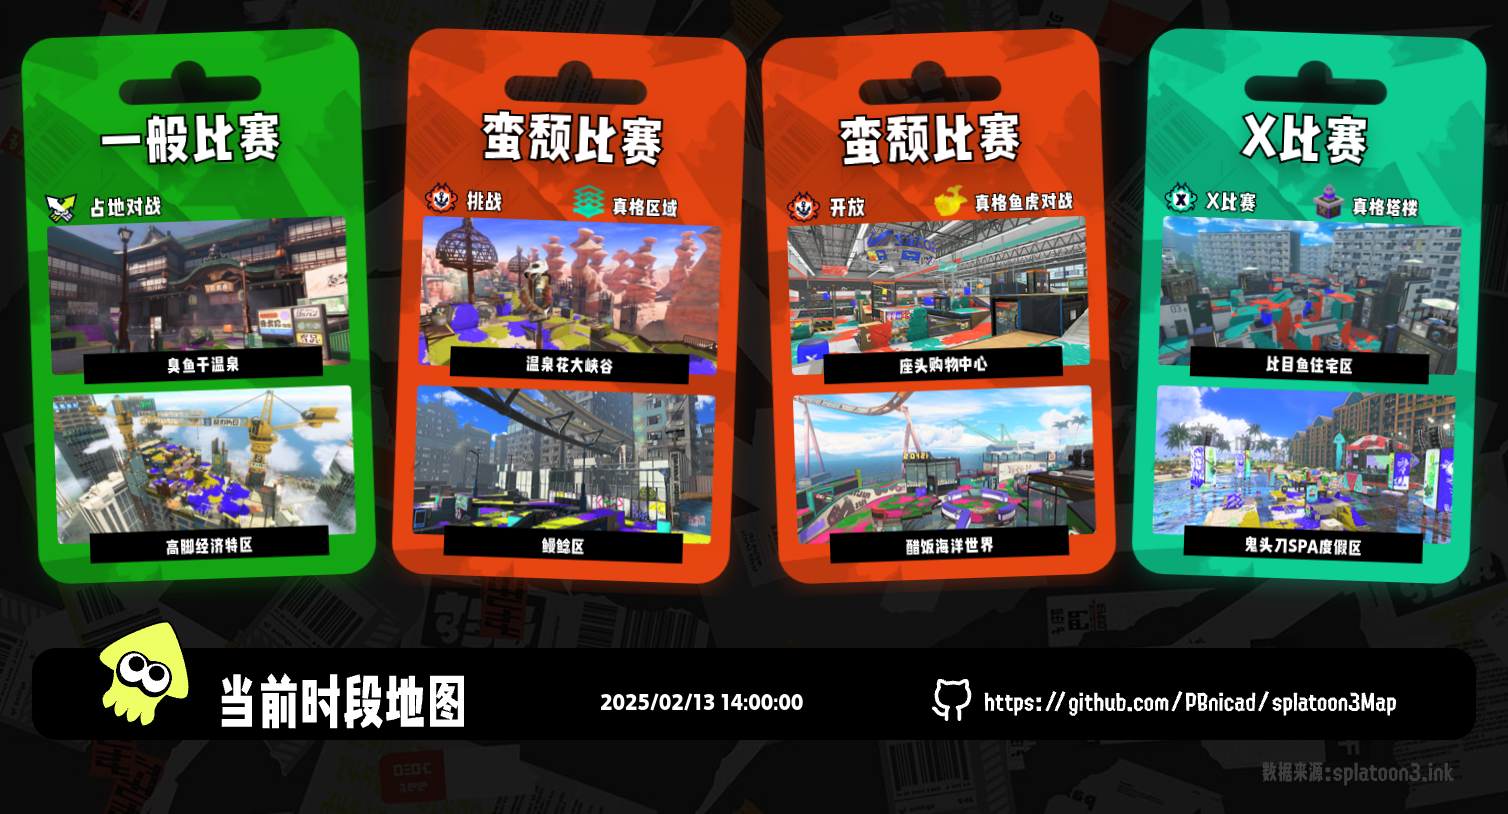 一般比赛
占地对战
臭鱼干温泉
高脚经济特区
蛮颓比赛
挑战
真格区域
温泉花大峡谷
鳗鲶区
蛮颓比赛
开放
真格鱼虎对战
座头购物中心
醋饭海洋世界
X比赛
X比赛
真格塔楼
比目鱼住宅区
鬼头刀SPA度假区
当前时段地图
2025/02/13 14:00:00
https://github.com/PBnicad/splatoon3Map
数据来源:splatoon3.ink